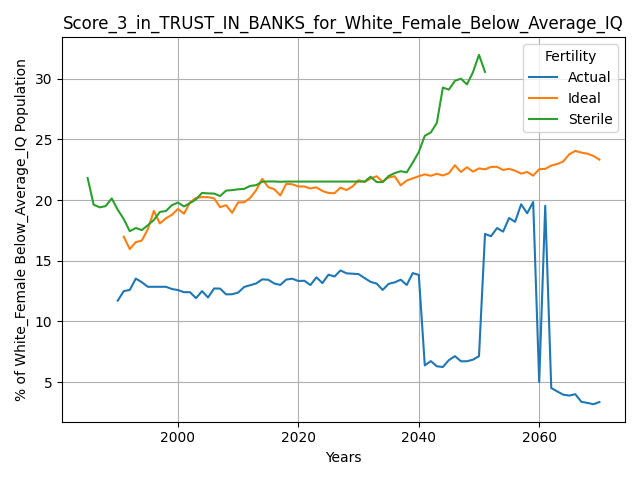 Score_3_in_TRUST_IN_BANKS_for_White_Female_Below_Average_IQ
% of White_Female Below_Average_IQ Population
30
25
20
15
10
5
Fertility
Actual
Ideal
Sterile
2000
2020
2040
2060
Years